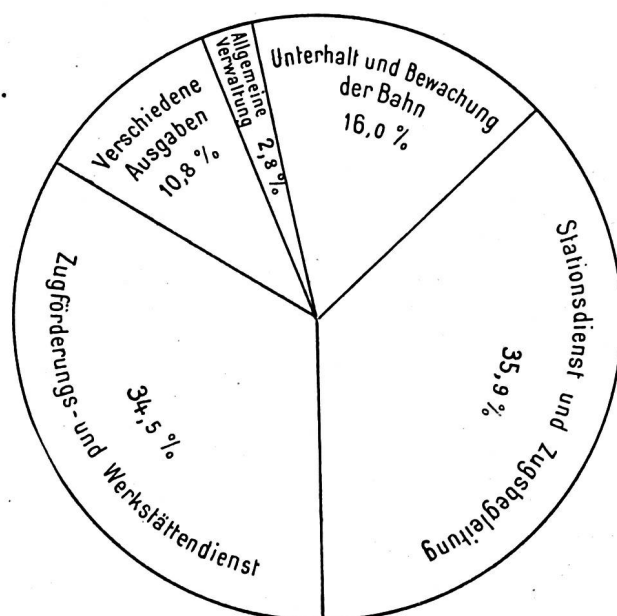 Allgemeine
Verwaltung
2,8 %
Unterhalt und Bewachung
der Bahn
16,0 %
Stationsdienst und Zugsbegleitung
35,9 %
Zugförderungs- und Werkstättendienst
34,5 %
Verschiedene
Ausgaben
10,8 %